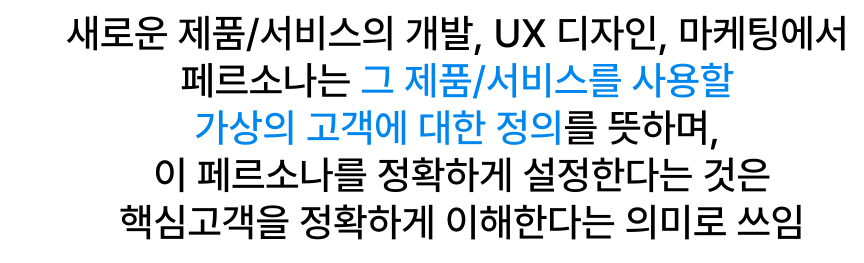 새로운 제품/서비스의 개발, UX 디자인, 마케팅에서
페르소나는 그 제품/서비스를 사용할
가상의 고객에 대한 정의를 뜻하며,
이 페르소나를 정확하게 설정한다는 것은
핵심고객을 정확하게 이해한다는 의미로 쓰임